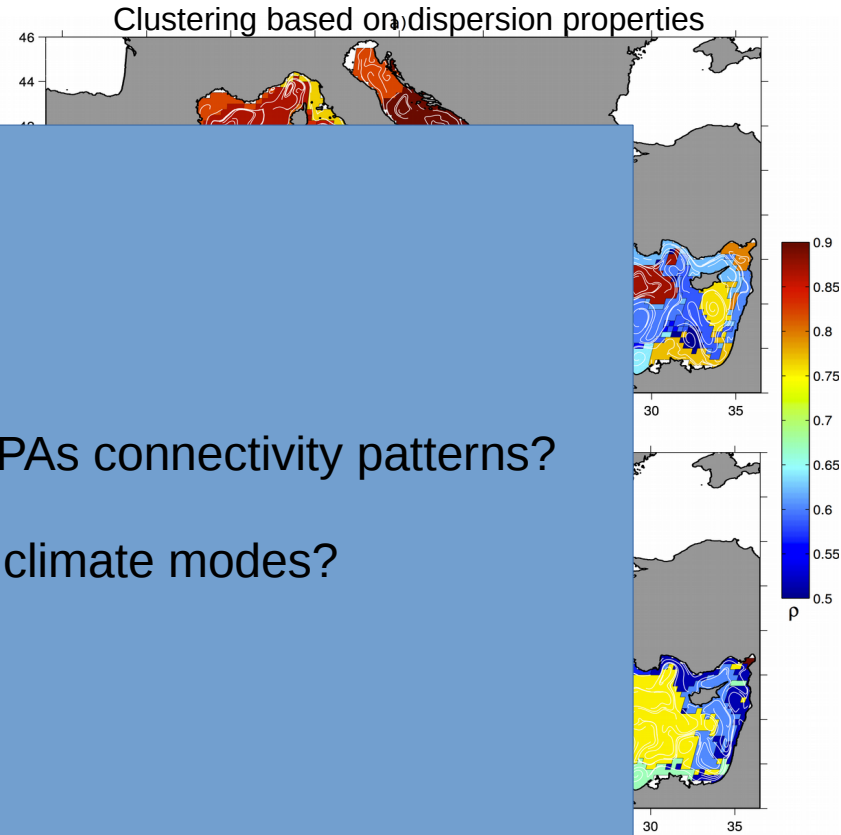 Clustering based on dispersion properties
a)
46
44
PAs connectivity patterns?
climate modes?
30 35
0.9
0.85
0.8
0.75
0.7
0.65
0.6
0.55
0.5
ρ
30 35